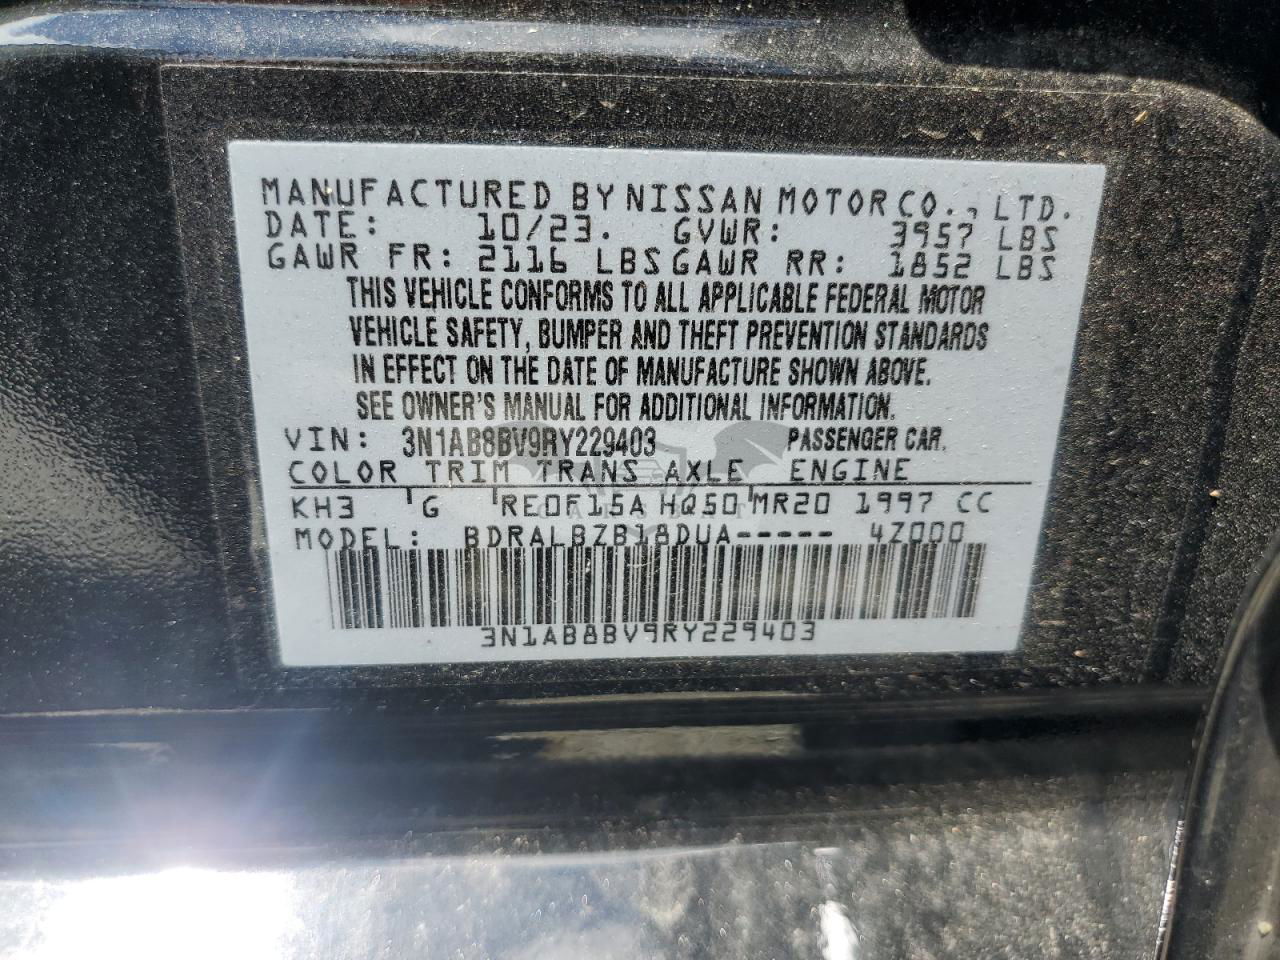 MANUFACTURED BY NISSAN MOTOR CO., LTD.
DATE: 10/23. GVWR: 3957 LBS
GAWR FR: 2116 LBS GAWR RR: 1852 LBS
THIS VEHICLE CONFORMS TO ALL APPLICABLE FEDERAL MOTOR
VEHICLE SAFETY, BUMPER AND THEFT PREVENTION STANDARDS
IN EFFECT ON THE DATE OF MANUFACTURE SHOWN ABOVE.
SEE OWNER'S MANUAL FOR ADDITIONAL INFORMATION.
VIN: 3N1AB8BV9RY229403 PASSENGER CAR.
COLOR TRIM TRANS AXLE ENGINE
KH3 G RE0F15A HQ50 MR20 1997 CC
MODEL: BDRALBZB18DUA----- 4Z000
3N1AB8BV9RY229403